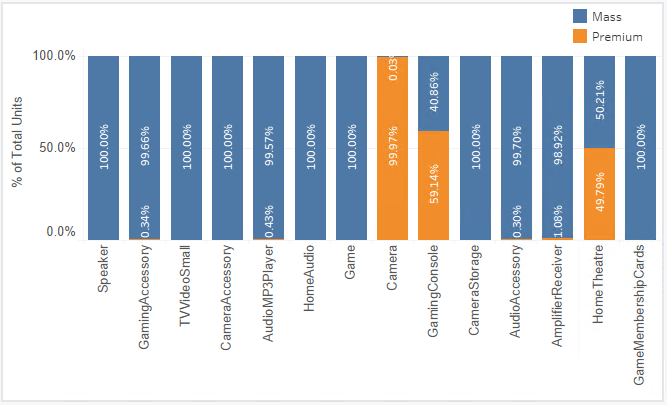 Mass
Premium
% of Total Units
100.0%
50.0%
0.0%
100.00%
99.66%
0.34%
100.00%
100.00%
99.57%
0.43%
100.00%
100.00%
0.03%
99.97%
40.86%
59.14%
100.00%
99.70%
0.30%
98.92%
1.08%
50.21%
49.79%
100.00%
Speaker
GamingAccessory
TVVideoSmall
CameraAccessory
AudioMP3Player
HomeAudio
Game
Camera
GamingConsole
CameraStorage
AudioAccessory
AmplifierReceiver
HomeTheatre
GameMembershipCards